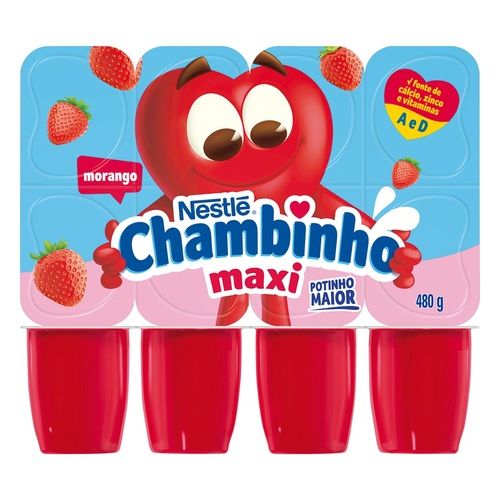 √ fonte de
cálcio, zinco
e vitaminas
A e D
morango
Nestlé®
Chambinho
maxi
POTINHO
MAIOR
480 g